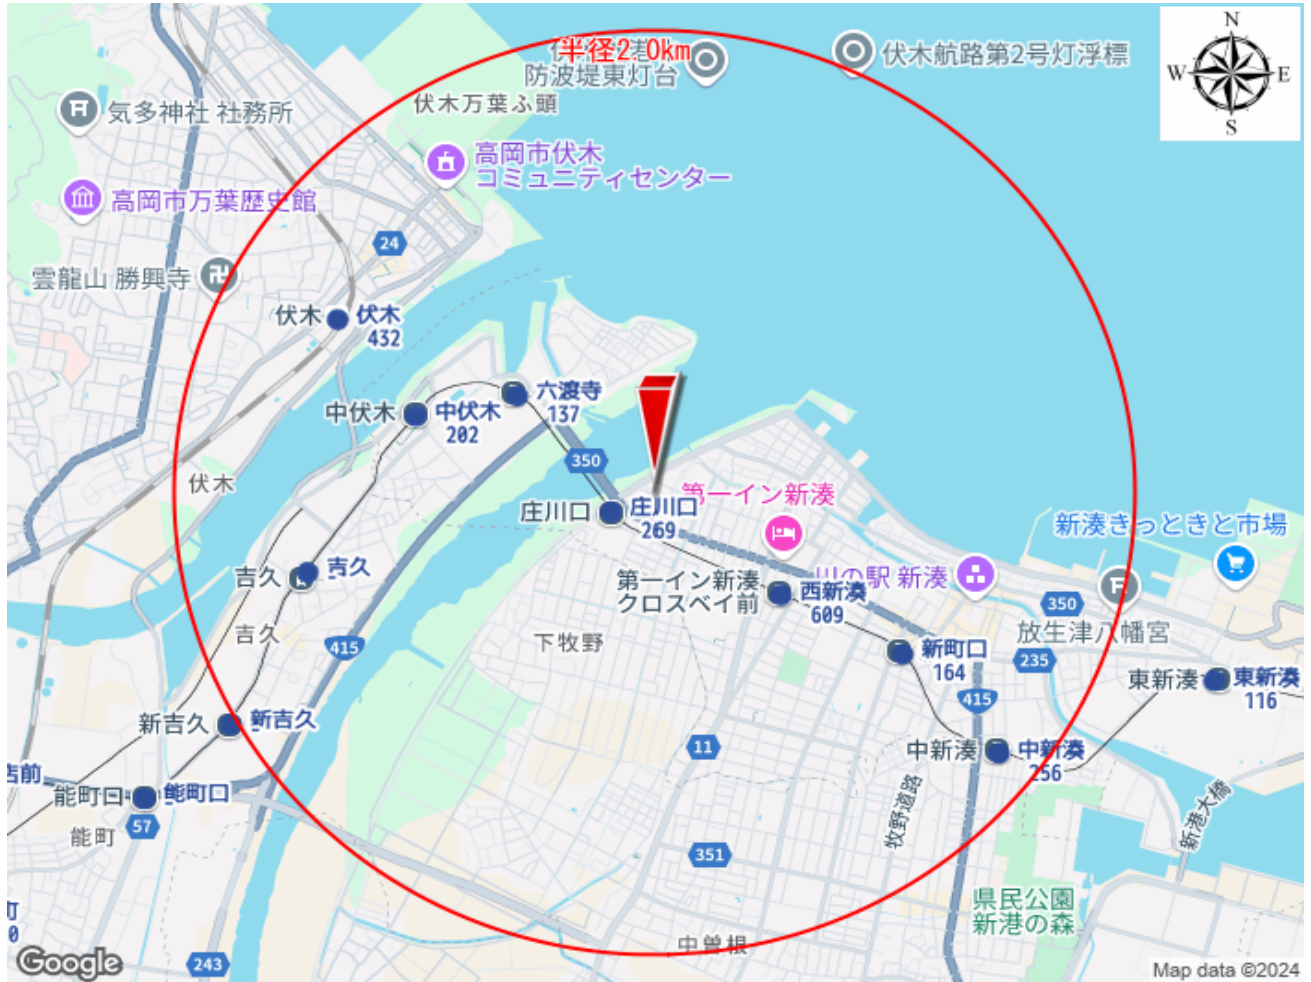 半径2.0km
防波堤東灯台
伏木航路第2号灯浮標
N
W
E
S
伏木万葉ふ頭
気多神社 社務所
高岡市伏木
コミュニティセンター
高岡市万葉歴史館
24
雲龍山 勝興寺
伏木
伏木
432
中伏木
中伏木
202
六渡寺
137
350
伏木
庄川口
庄川口
269
第一イン新湊
新湊きっときと市場
吉久
吉久
第一イン新湊
クロスベイ前
西新湊
609
川の駅 新湊
350
放生津八幡宮
吉久
415
下牧野
新町口
164
235
東新湊
東新湊
116
415
新吉久
新吉久
11
中新湊
中新湊
256
店前
能町口
能町口
57
能町
牧野道路
新港大橋
351
県民公園
新港の森
町
0
中曽根
243
Google
Map data ©2024